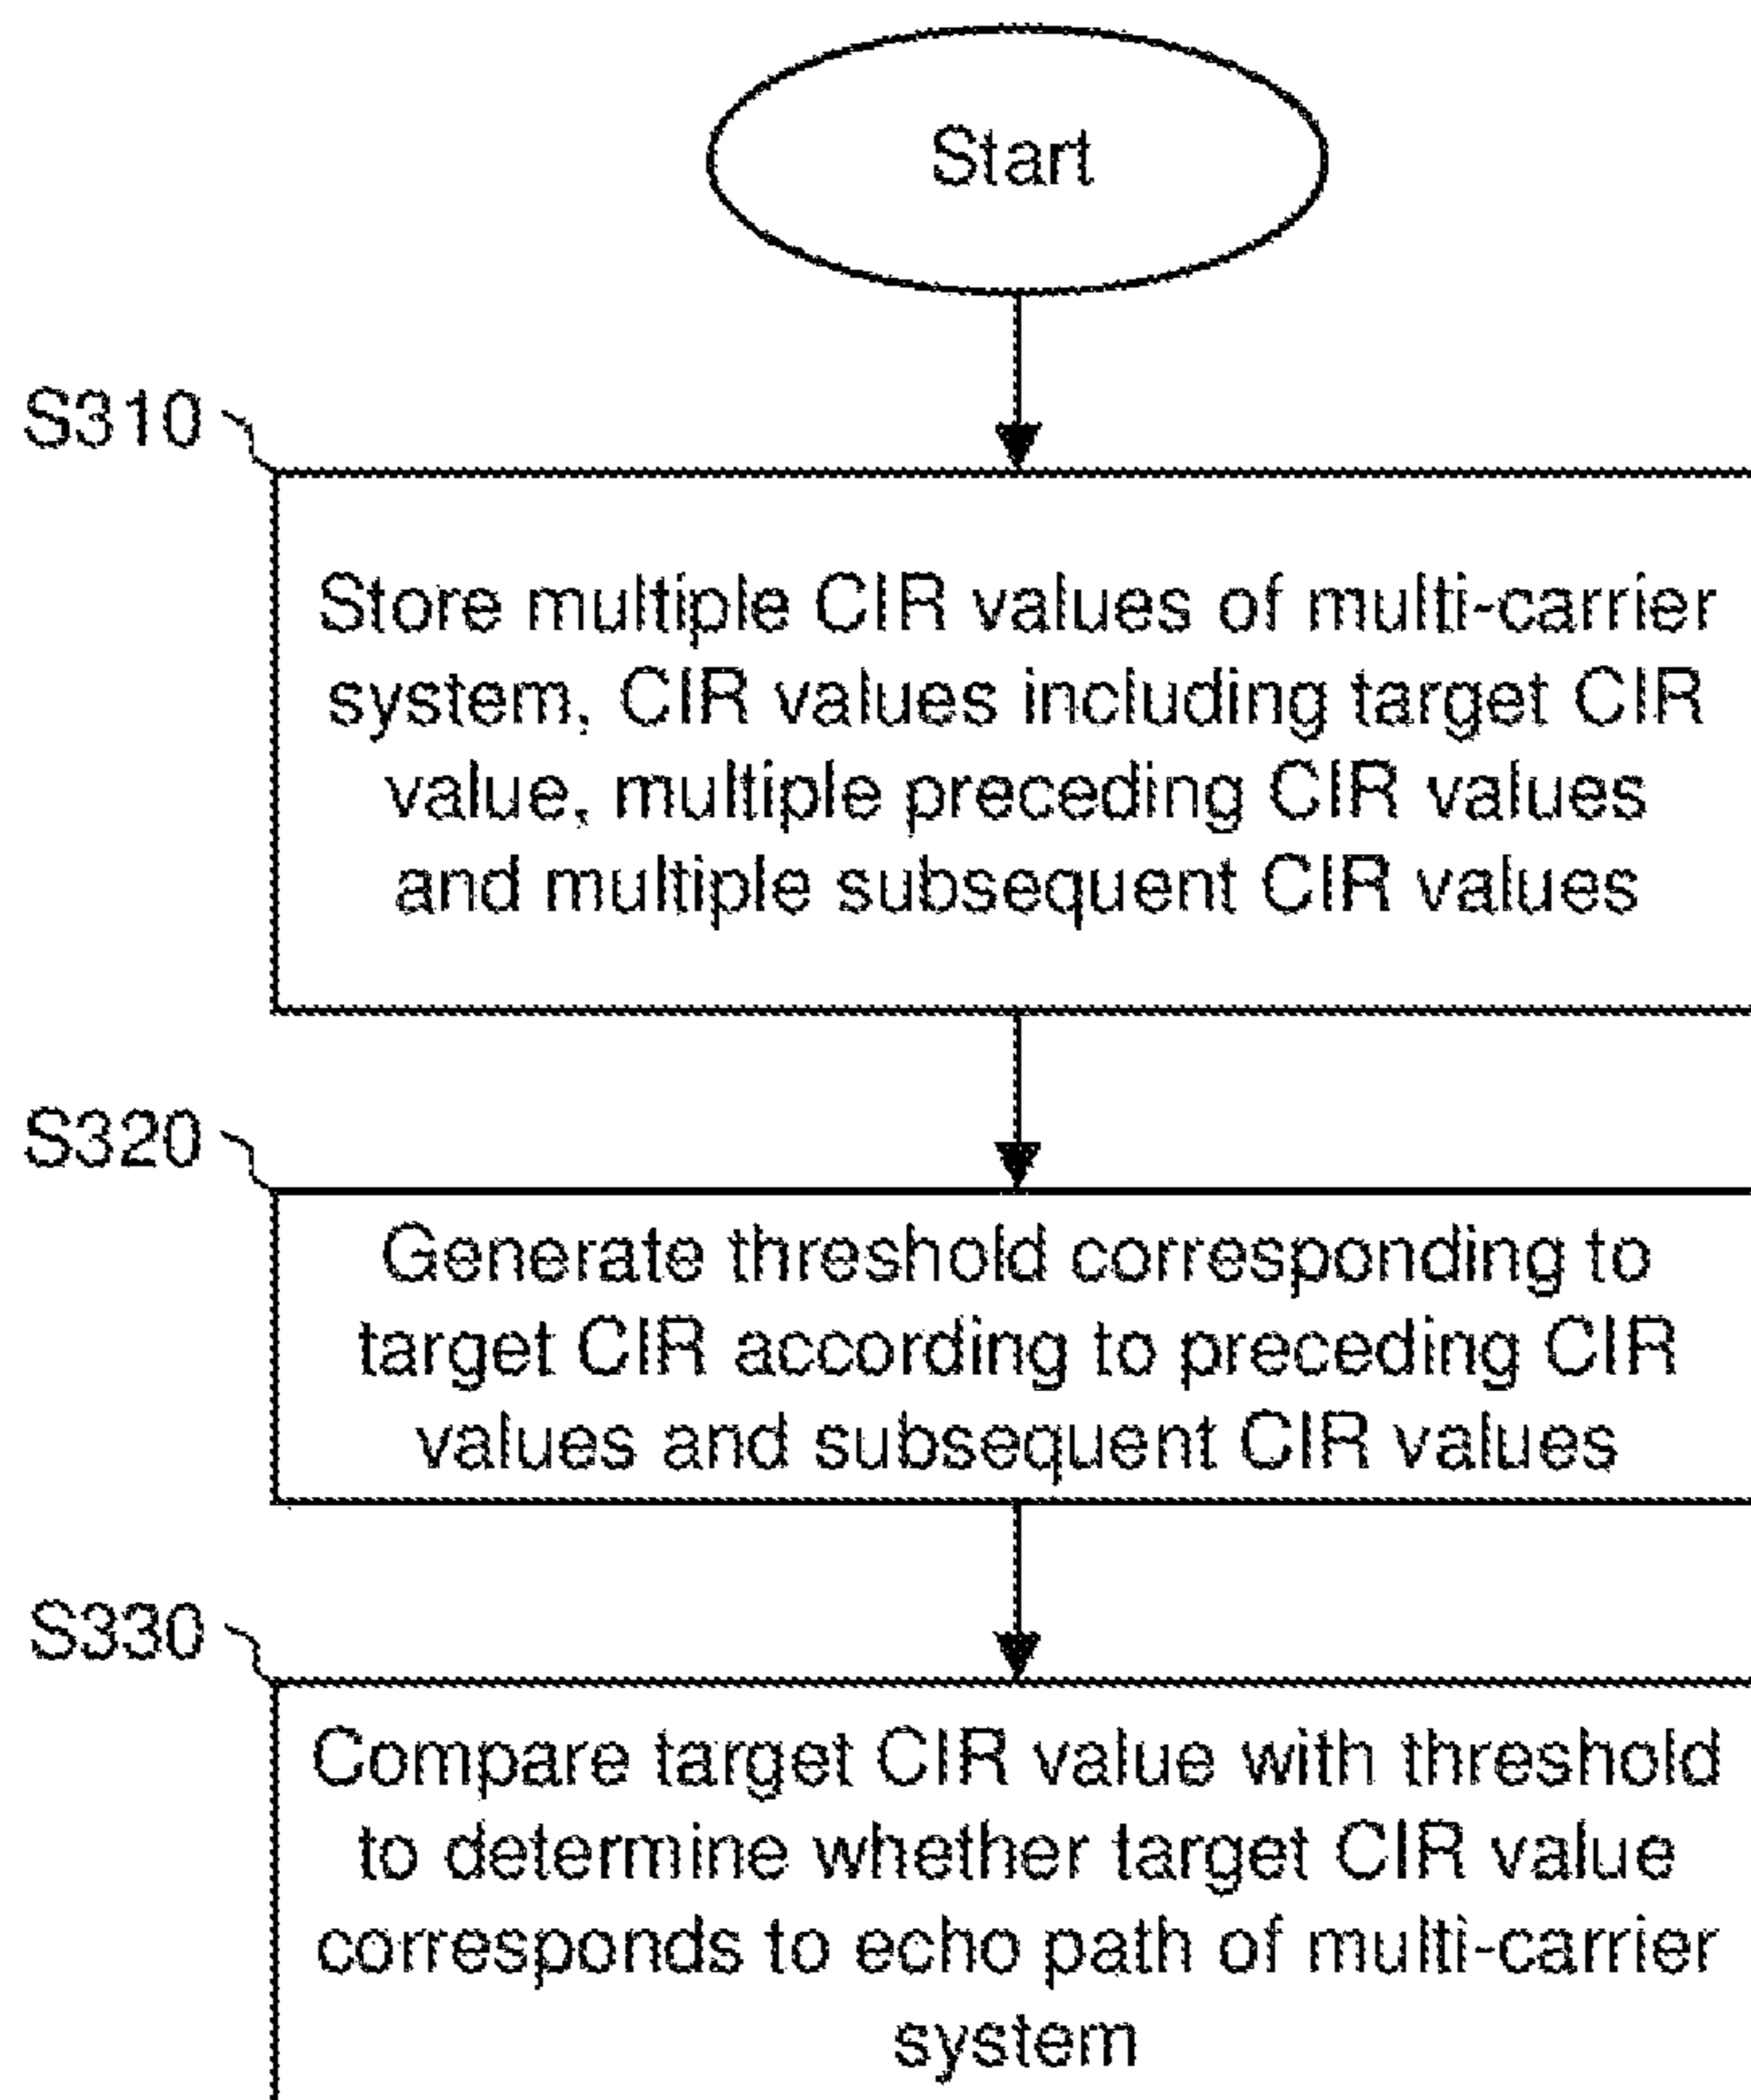 Start
S310
Store multiple CIR values of multi-carrier
system, CIR values including target CIR
value, multiple preceding CIR values
and multiple subsequent CIR values
S320
Generate threshold corresponding to
target CIR according to preceding CIR
values and subsequent CIR values
S330
Compare target CIR value with threshold
to determine whether target CIR value
corresponds to echo path of multi-carrier
system